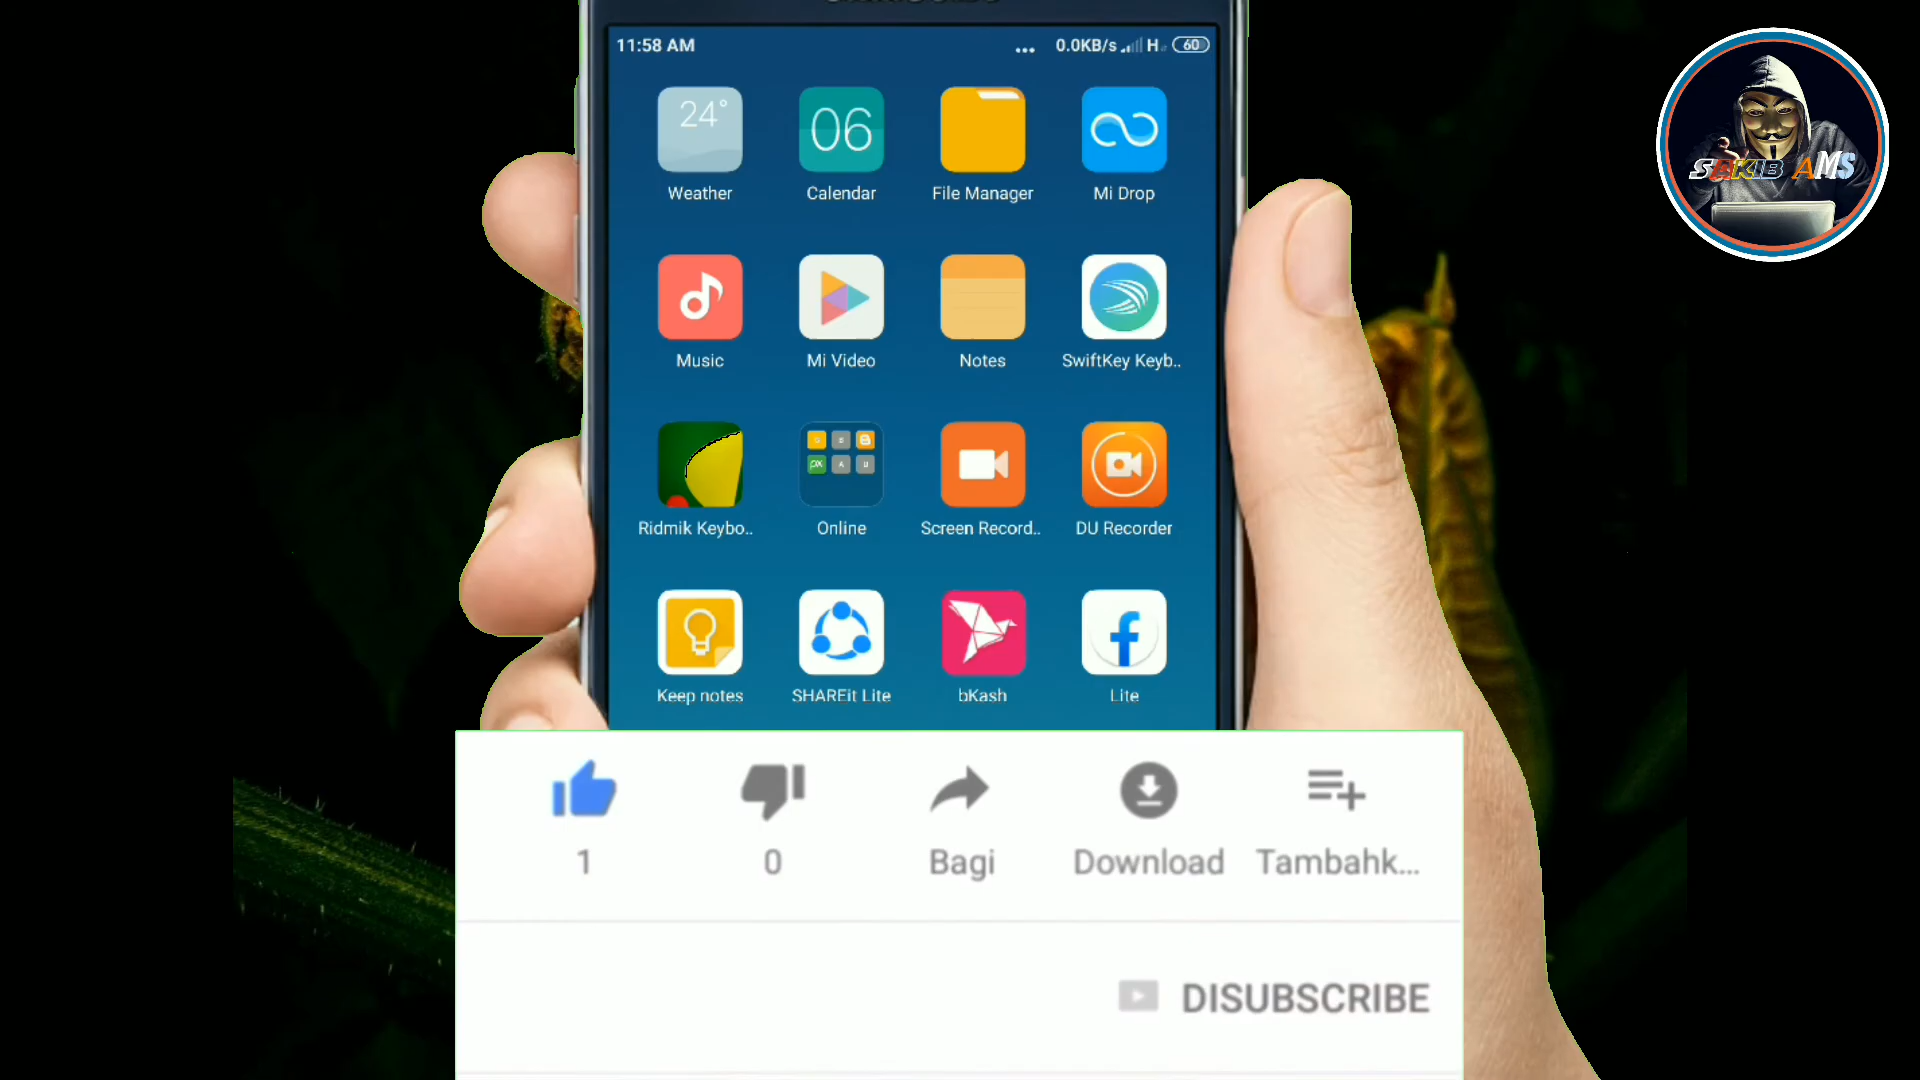 11:58 AM ... 0.0KB/s H 60
24° 06
Weather Calendar File Manager Mi Drop
Music Mi Video Notes SwiftKey Keyb..
Ridmik Keybo.. Online Screen Record.. DU Recorder
Keep notes SHAREit Lite bKash Lite
SAKIB AMS
1 0 Bagi Download Tambahk...
DISUBSCRIBE